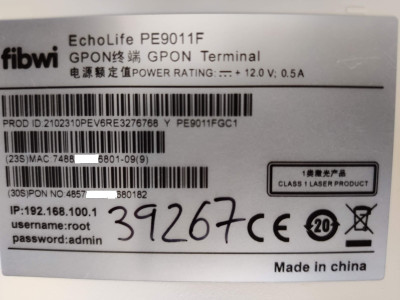 fibwi
EchoLife PE9011F
GPON终端 GPON Terminal
电源额定值POWER RATING: ⎓ + 12.0V; 0.5A
PROD ID:2102310PEV6RE3276768 Y PE9011FGC1
(23S)MAC:7488 6801-09(9)
(30S)PON NO:4857 680182
1类激光产品
CLASS 1 LASER PRODUCT
IP:192.168.100.1
username:root
password:admin
39267
CE
20
Made in china